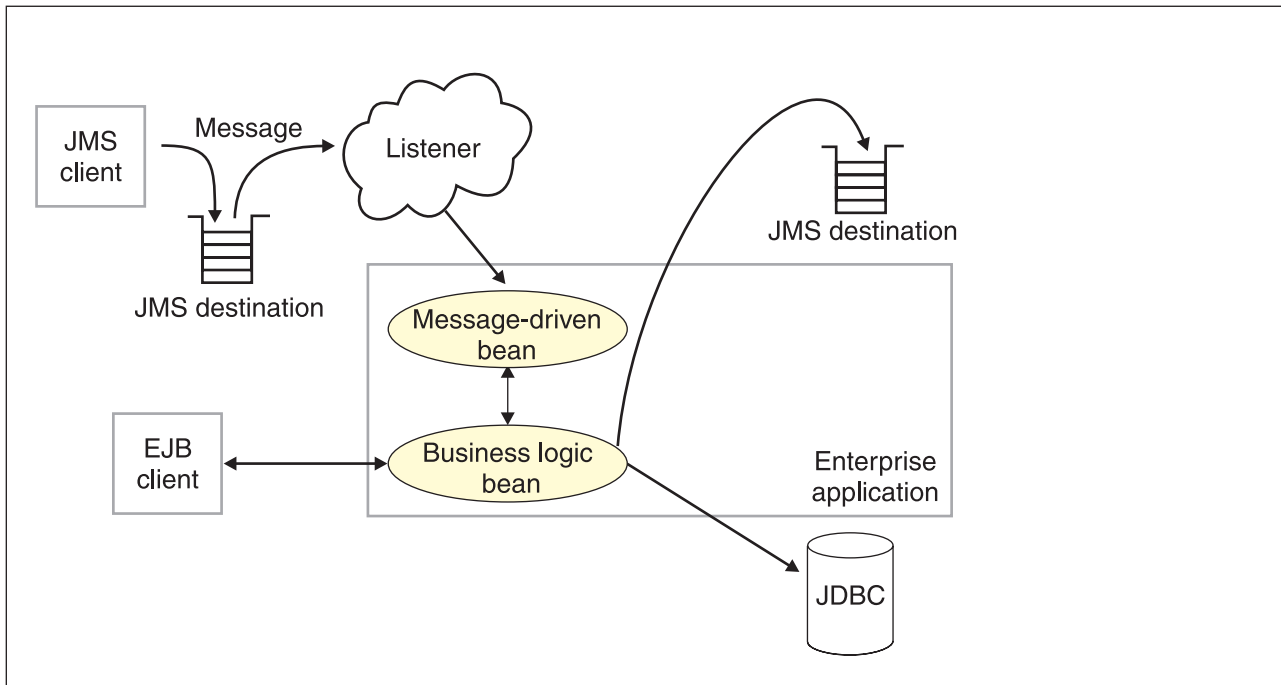 JMS
client
Message
Listener
JMS destination
JMS destination
Message-driven
bean
EJB
client
Business logic
bean
Enterprise
application
JDBC